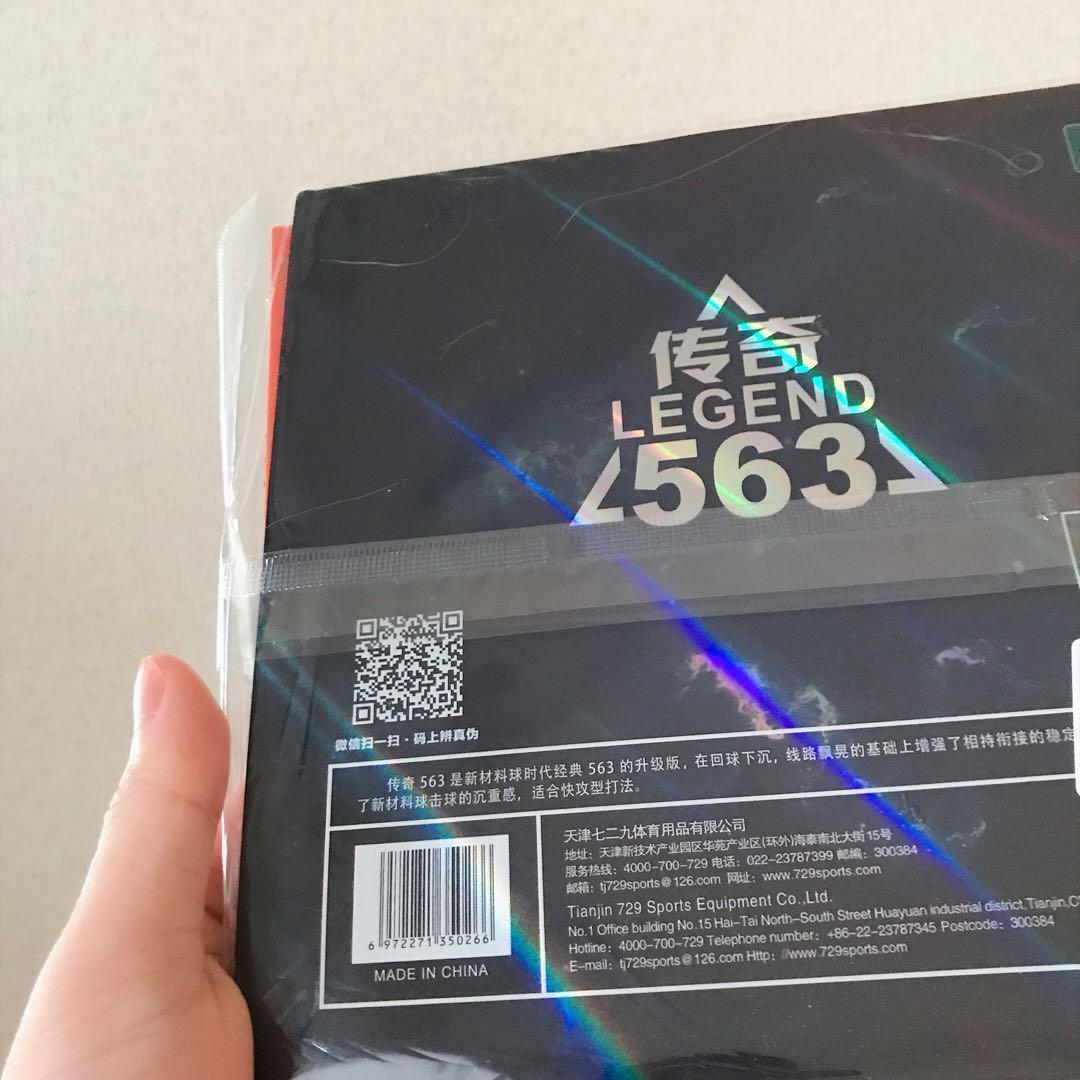 传奇
LEGEND
563
微信扫一扫·码上辨真伪
传奇 563 是新材料球时代经典 563 的升级版，在回球下沉，线路飘晃的基础上增强了相持衔接的稳定
了新材料球击球的沉重感，适合快攻型打法。
6 972271 350266
MADE IN CHINA
天津七二九体育用品有限公司
地址：天津新技术产业园区华苑产业区(环外)海泰南北大街15号
服务热线：4000-700-729 电话：022-23787399 邮编：300384
邮箱：tj729sports@126.com 网址：www.729sports.com
Tianjin 729 Sports Equipment Co.,Ltd.
No.1 Office building No.15 Hai-Tai North-South Street Huayuan industrial district,Tianjin,C
Hotline：4000-700-729 Telephone number：+86-22-23787345 Postcode：300384
E-mail：tj729sports@126.com Http：//www.729sports.com